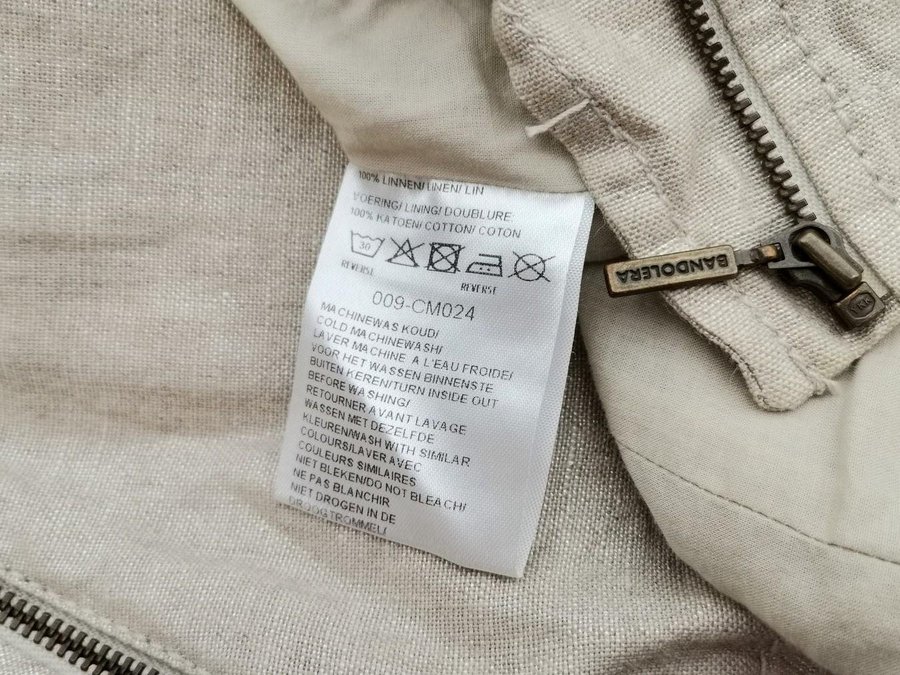 100% LINNEN/ LINEN/ LIN
VOERING/ LINING/ DOUBLURE:
100% KATOEN/ COTTON/ COTON
30
REVERSE
REVERSE
009-CM024
MACHINEWAS KOUD/
COLD MACHINEWASH/
LAVER MACHINE A L'EAU FROIDE/
VOOR HET WASSEN BINNENSTE
BUITEN KEREN/TURN INSIDE OUT
BEFORE WASHING/
RETOURNER AVANT LAVAGE
WASSEN MET DEZELFDE
KLEUREN/WASH WITH SIMILAR
COLOURS/LAVER AVEC
COULEURS SIMILAIRES
NIET BLEKEN/DO NOT BLEACH/
NE PAS BLANCHIR
NIET DROGEN IN DE
DROOGTROMMEL/
BANDOLERA